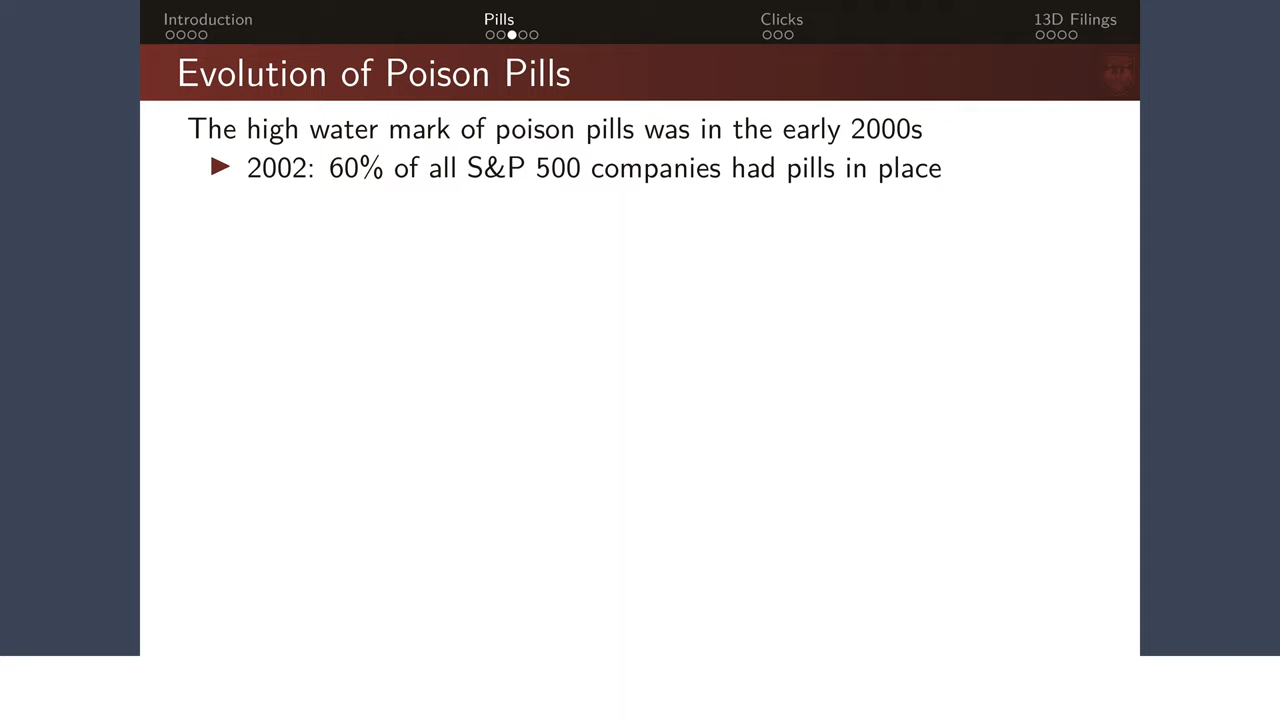 Introduction
Pills
Clicks
13D Filings
Evolution of Poison Pills
The high water mark of poison pills was in the early 2000s
2002: 60% of all S&P 500 companies had pills in place